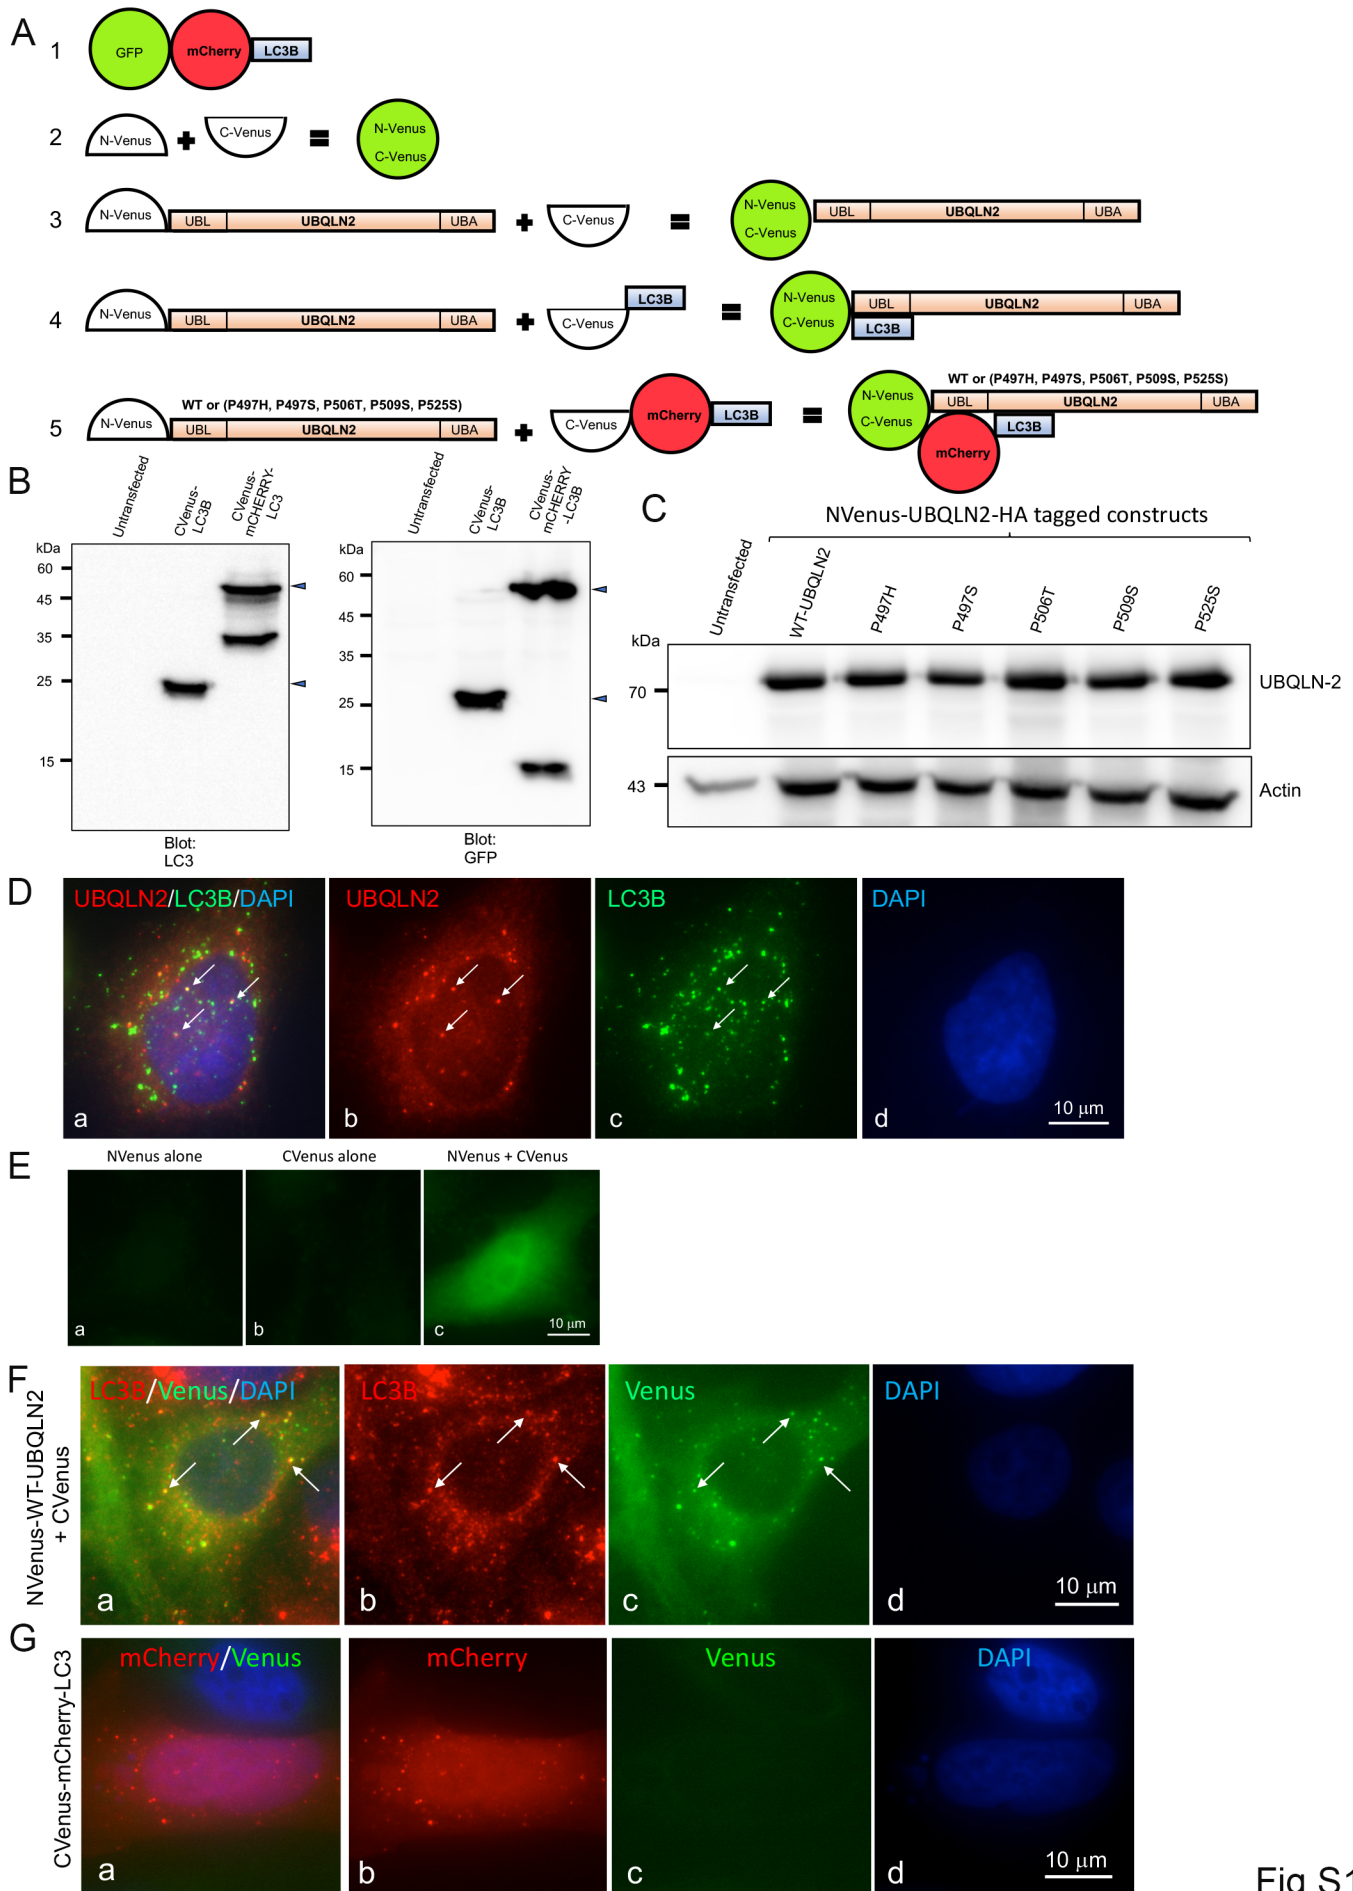 A
1
GFP
mCherry
LC3B
2
N-Venus
C-Venus
N-Venus
C-Venus
3
N-Venus
UBL
UBQLN2
UBA
C-Venus
N-Venus
C-Venus
UBL
UBQLN2
UBA
4
N-Venus
UBL
UBQLN2
UBA
C-Venus
LC3B
N-Venus
C-Venus
UBL
UBQLN2
UBA
LC3B
5
N-Venus
WT or (P497H, P497S, P506T, P509S, P525S)
UBL
UBQLN2
UBA
C-Venus
mCherry
LC3B
WT or (P497H, P497S, P506T, P509S, P525S)
N-Venus
C-Venus
UBL
UBQLN2
UBA
mCherry
LC3B
B
Untransfected
CVenus-
LC3B
CVenus-
mCHERRY-
LC3
kDa
60
45
35
25
15
Blot:
LC3
Untransfected
CVenus-
LC3B
CVenus-
mCHERRY
-LC3B
kDa
60
45
35
25
15
Blot:
GFP
C
NVenus-UBQLN2-HA tagged constructs
Untransfected
WT-UBQLN2
P497H
P497S
P506T
P509S
P525S
kDa
70
UBQLN-2
43
Actin
D
UBQLN2/LC3B/DAPI
a
UBQLN2
b
LC3B
c
DAPI
d
10 μm
E
NVenus alone
a
CVenus alone
b
NVenus + CVenus
c
10 μm
F
NVenus-WT-UBQLN2
+ CVenus
LC3B/Venus/DAPI
a
LC3B
b
Venus
c
DAPI
d
10 μm
G
CVenus-mCherry-LC3
mCherry/Venus
a
mCherry
b
Venus
c
DAPI
d
10 μm
Fig S1